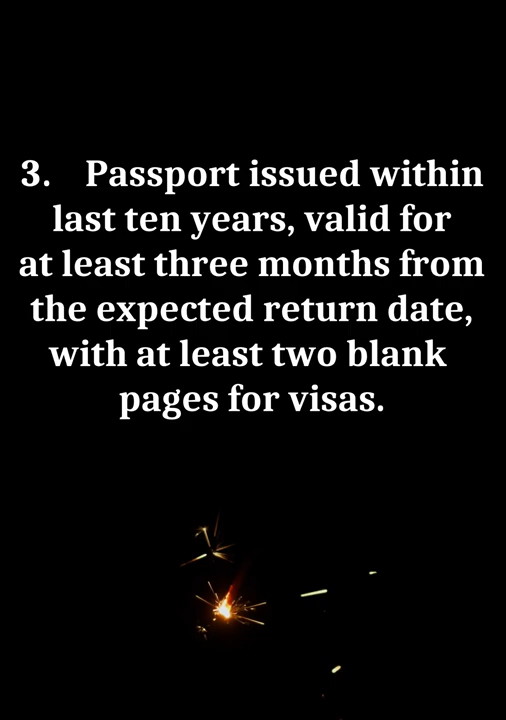 3. Passport issued within
last ten years, valid for
at least three months from
the expected return date,
with at least two blank
pages for visas.